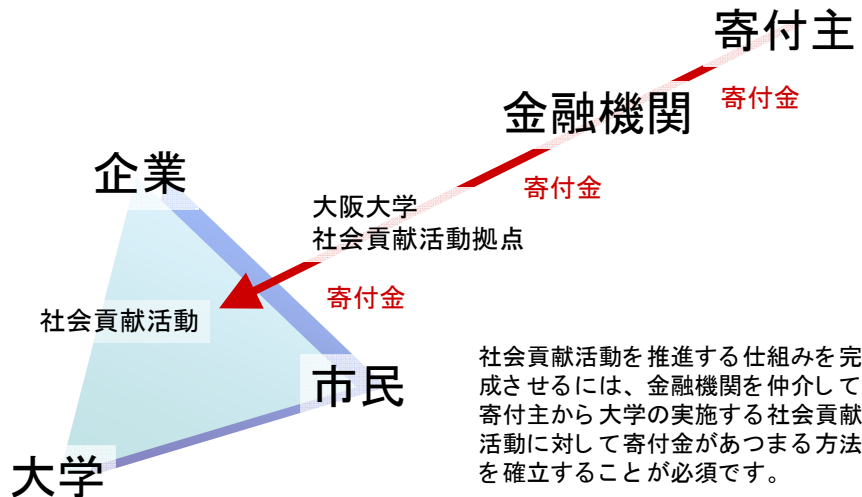 寄付主
寄付金
金融機関
寄付金
企業
大阪大学
社会貢献活動拠点
寄付金
社会貢献活動
市民
大学
社会貢献活動を推進する仕組みを完
成させるには、金融機関を仲介して
寄付主から大学の実施する社会貢献
活動に対して寄付金があつまる方法
を確立することが必須です。